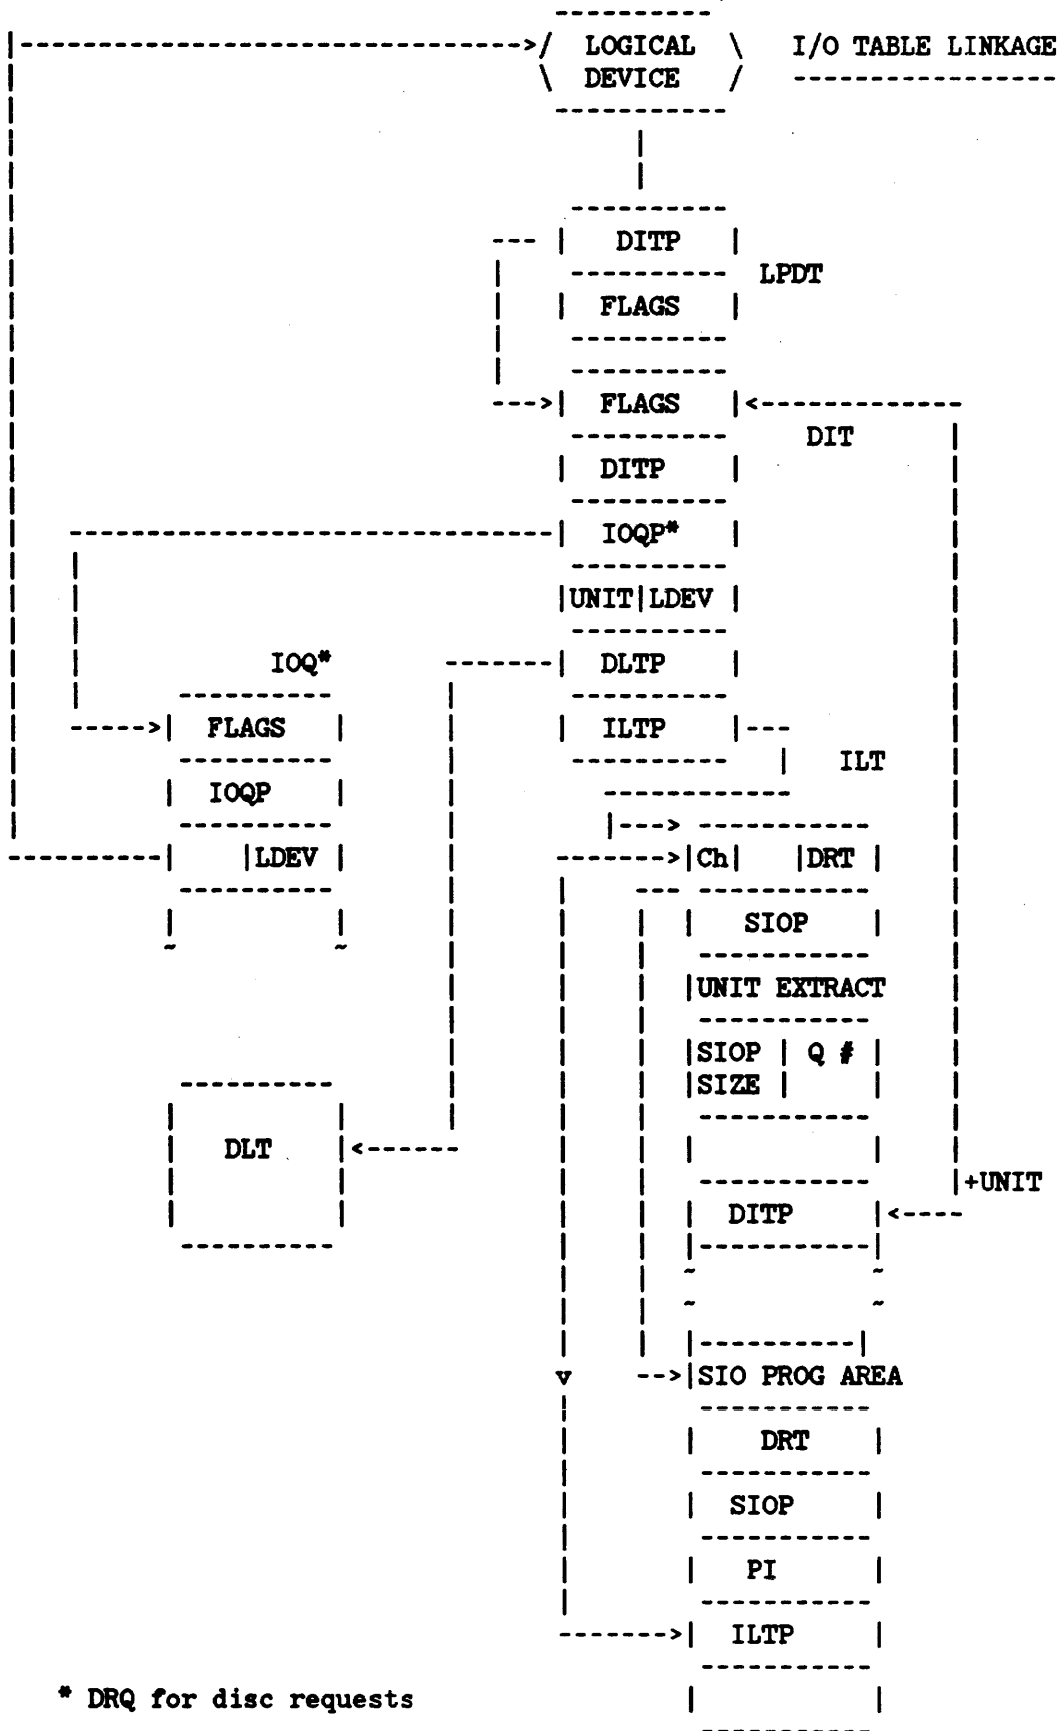 LOGICAL I/O TABLE LINKAGE
DEVICE
DITP
LPDT
FLAGS
FLAGS
DIT
DITP
IOQP*
UNIT|LDEV
IOQ* DLTP
FLAGS ILTP
ILT
IOQP
LDEV Ch| |DRT
SIOP
UNIT EXTRACT
SIOP | Q #
SIZE
DLT
+UNIT
DITP
SIO PROG AREA
DRT
SIOP
PI
ILTP
* DRQ for disc requests